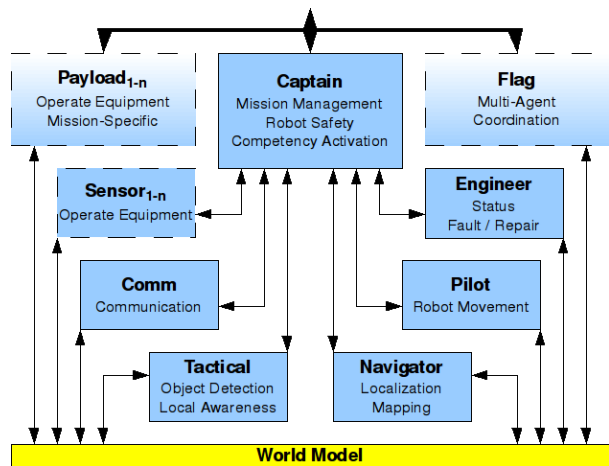 Payload1-n
Operate Equipment
Mission-Specific
Captain
Mission Management
Robot Safety
Competency Activation
Flag
Multi-Agent
Coordination
Sensor1-n
Operate Equipment
Engineer
Status
Fault / Repair
Comm
Communication
Pilot
Robot Movement
Tactical
Object Detection
Local Awareness
Navigator
Localization
Mapping
World Model